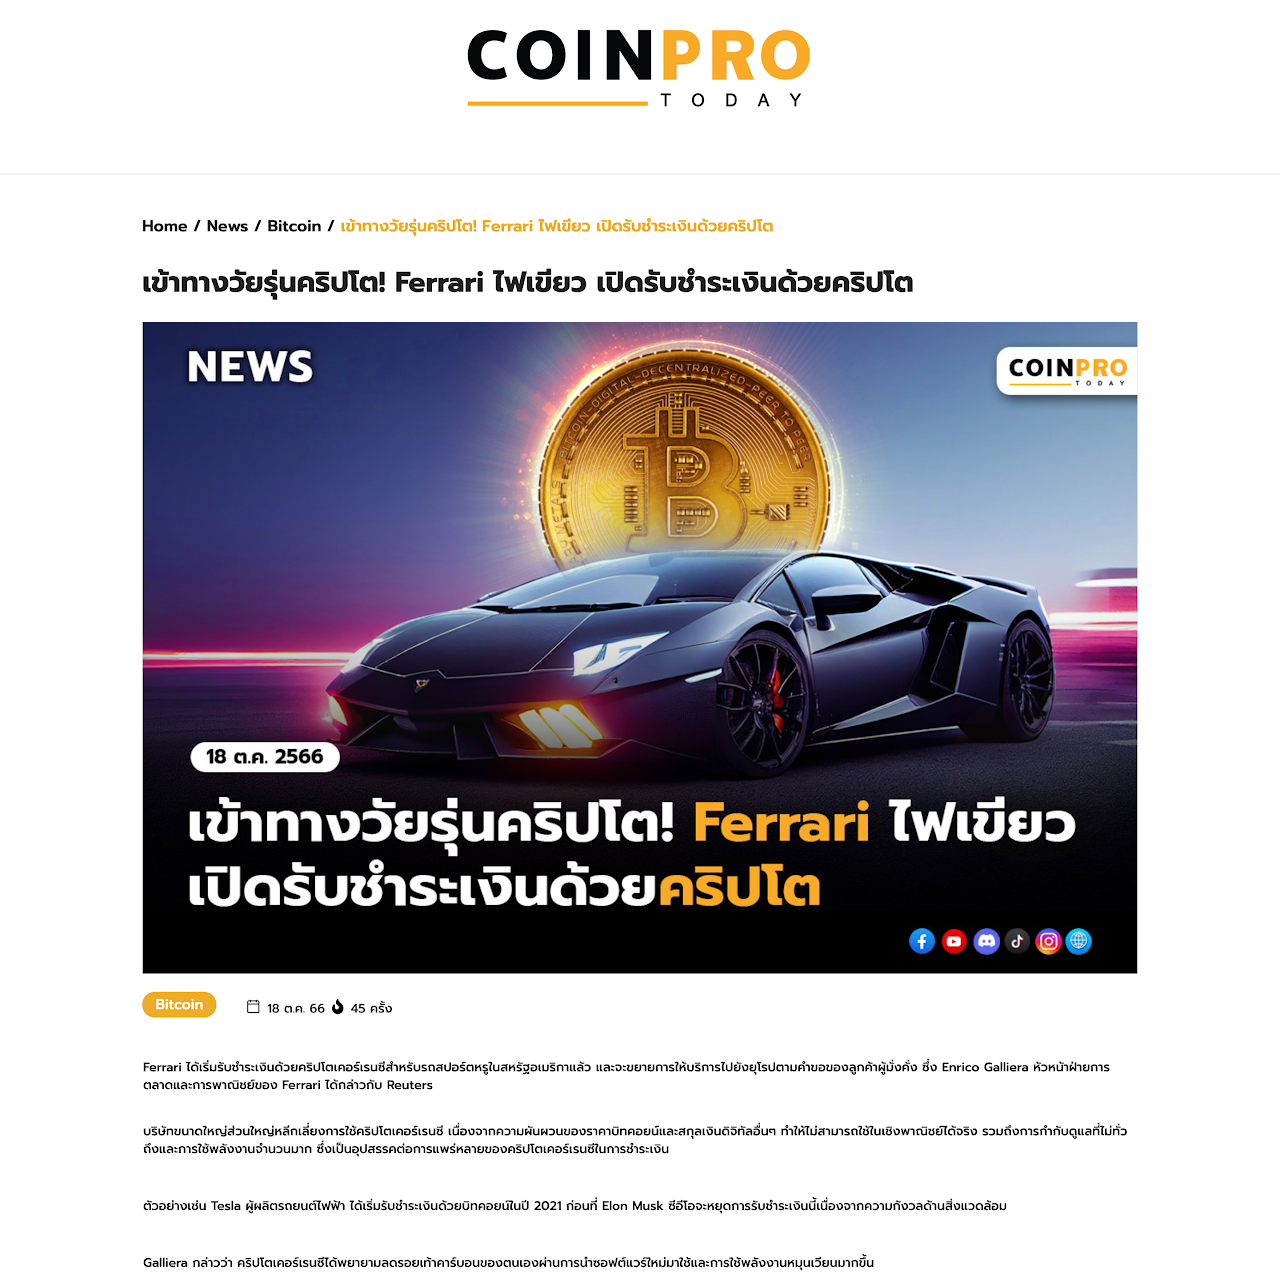 COINPRO
TODAY
Home / News / Bitcoin / เข้าทางวัยรุ่นคริปโต! Ferrari ไฟเขียว เปิดรับชำระเงินด้วยคริปโต
เข้าทางวัยรุ่นคริปโต! Ferrari ไฟเขียว เปิดรับชำระเงินด้วยคริปโต
NEWS
COINPRO
TODAY
BITCOIN-DIGITAL-DECENTRALIZED-PEER TO PEER
18 ต.ค. 2566
เข้าทางวัยรุ่นคริปโต! Ferrari ไฟเขียว
เปิดรับชำระเงินด้วยคริปโต
Bitcoin 18 ต.ค. 66 45 ครั้ง
Ferrari ได้เริ่มรับชำระเงินด้วยคริปโตเคอร์เรนซีสำหรับรถสปอร์ตหรูในสหรัฐอเมริกาแล้ว และจะขยายการให้บริการไปยังยุโรปตามคำขอของลูกค้าผู้มั่งคั่ง ซึ่ง Enrico Galliera หัวหน้าฝ่ายการ
ตลาดและการพาณิชย์ของ Ferrari ได้กล่าวกับ Reuters
บริษัทขนาดใหญ่ส่วนใหญ่หลีกเลี่ยงการใช้คริปโตเคอร์เรนซี เนื่องจากความผันผวนของราคาบิทคอยน์และสกุลเงินดิจิทัลอื่นๆ ทำให้ไม่สามารถใช้ในเชิงพาณิชย์ได้จริง รวมถึงการกำกับดูแลที่ไม่ทั่ว
ถึงและการใช้พลังงานจำนวนมาก ซึ่งเป็นอุปสรรคต่อการแพร่หลายของคริปโตเคอร์เรนซีในการชำระเงิน
ตัวอย่างเช่น Tesla ผู้ผลิตรถยนต์ไฟฟ้า ได้เริ่มรับชำระเงินด้วยบิทคอยน์ในปี 2021 ก่อนที่ Elon Musk ซีอีโอจะหยุดการรับชำระเงินนี้เนื่องจากความกังวลด้านสิ่งแวดล้อม
Galliera กล่าวว่า คริปโตเคอร์เรนซีได้พยายามลดรอยเท้าคาร์บอนของตนเองผ่านการนำซอฟต์แวร์ใหม่มาใช้และการใช้พลังงานหมุนเวียนมากขึ้น